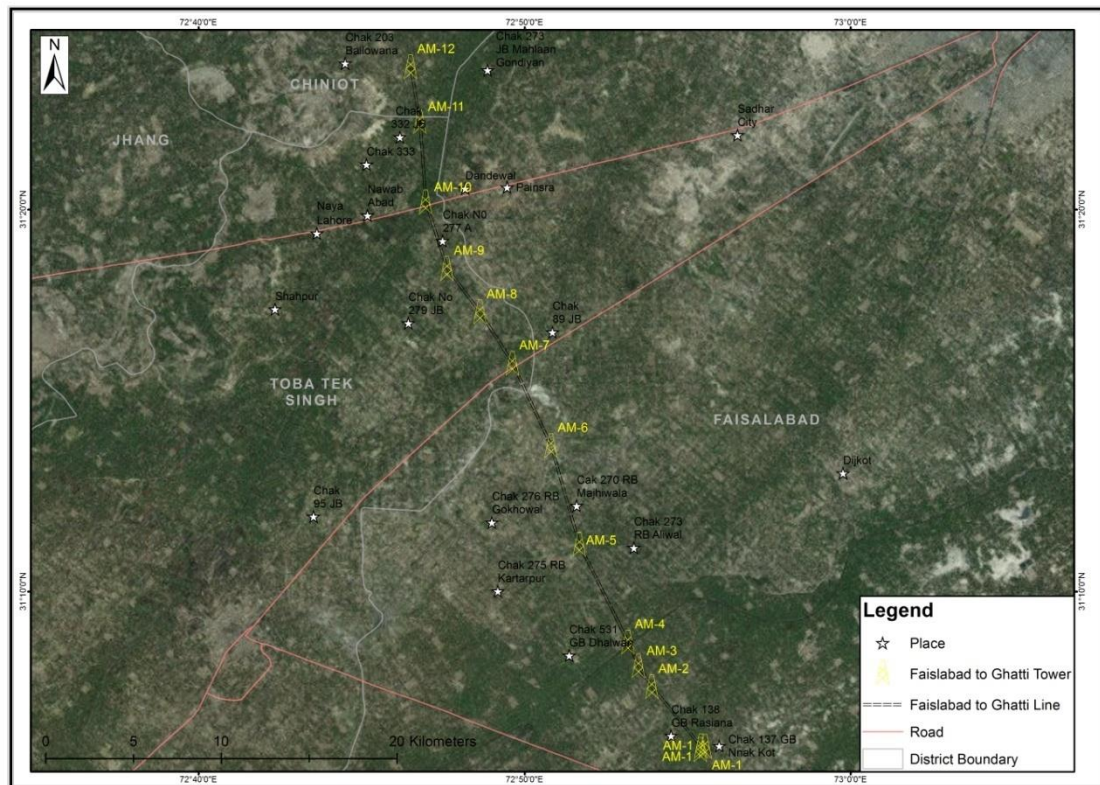 72°40'0"E
72°50'0"E
73°0'0"E
N
Chak 203
Baliowana
AM-12
Chak 273
JB Mahlaan
Gondiyan
CHINIOT
AM-11
Chak
332 JB
Sadhar
City
JHANG
Chak 333
Dandewal
Painsra
AM-10
Nawab
Abad
Naya
Lahore
31°20'0"N
31°20'0"N
Chak N0
277 A
AM-9
Shahpur
Chak No
279 JB
AM-8
Chak
89 JB
AM-7
TOBA TEK
SINGH
FAISALABAD
AM-6
Dijkot
Cak 270 RB
Majhiwala
Chak
95 JB
Chak 276 RB
Gokhowal
Chak 273
RB Aliwal
AM-5
Chak 275 RB
Kartarpur
31°10'0"N
31°10'0"N
Chak 531
GB Dhalwan
AM-4
AM-3
AM-2
Chak 138
GB Rasiana
AM-1
AM-1
AM-1
Chak 137 GB
Nnak Kot
0 5 10 20 Kilometers
Legend
Place
Faislabad to Ghatti Tower
Faislabad to Ghatti Line
Road
District Boundary
72°40'0"E
72°50'0"E
73°0'0"E